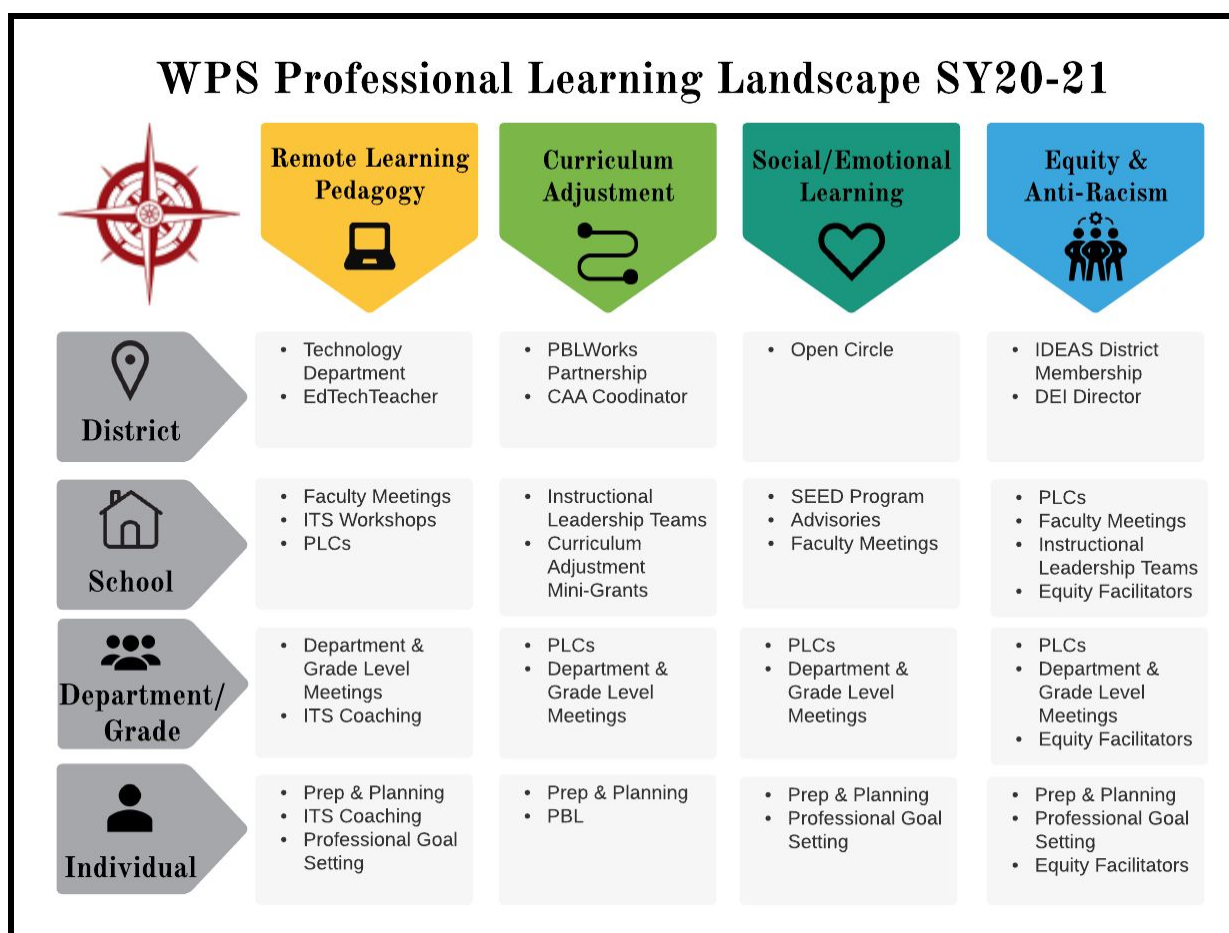 WPS Professional Learning Landscape SY20-21
Remote Learning
Pedagogy
Curriculum
Adjustment
Social/Emotional
Learning
Equity &
Anti-Racism
District
• Technology
Department
• EdTechTeacher
• PBLWorks
Partnership
• CAA Coodinator
• Open Circle
• IDEAS District
Membership
• DEI Director
School
• Faculty Meetings
• ITS Workshops
• PLCs
• Instructional
Leadership Teams
• Curriculum
Adjustment
Mini-Grants
• SEED Program
• Advisories
• Faculty Meetings
• PLCs
• Faculty Meetings
• Instructional
Leadership Teams
• Equity Facilitators
Department/
Grade
• Department &
Grade Level
Meetings
• ITS Coaching
• PLCs
• Department &
Grade Level
Meetings
• PLCs
• Department &
Grade Level
Meetings
• PLCs
• Department &
Grade Level
Meetings
• Equity Facilitators
Individual
• Prep & Planning
• ITS Coaching
• Professional Goal
Setting
• Prep & Planning
• PBL
• Prep & Planning
• Professional Goal
Setting
• Prep & Planning
• Professional Goal
Setting
• Equity Facilitators